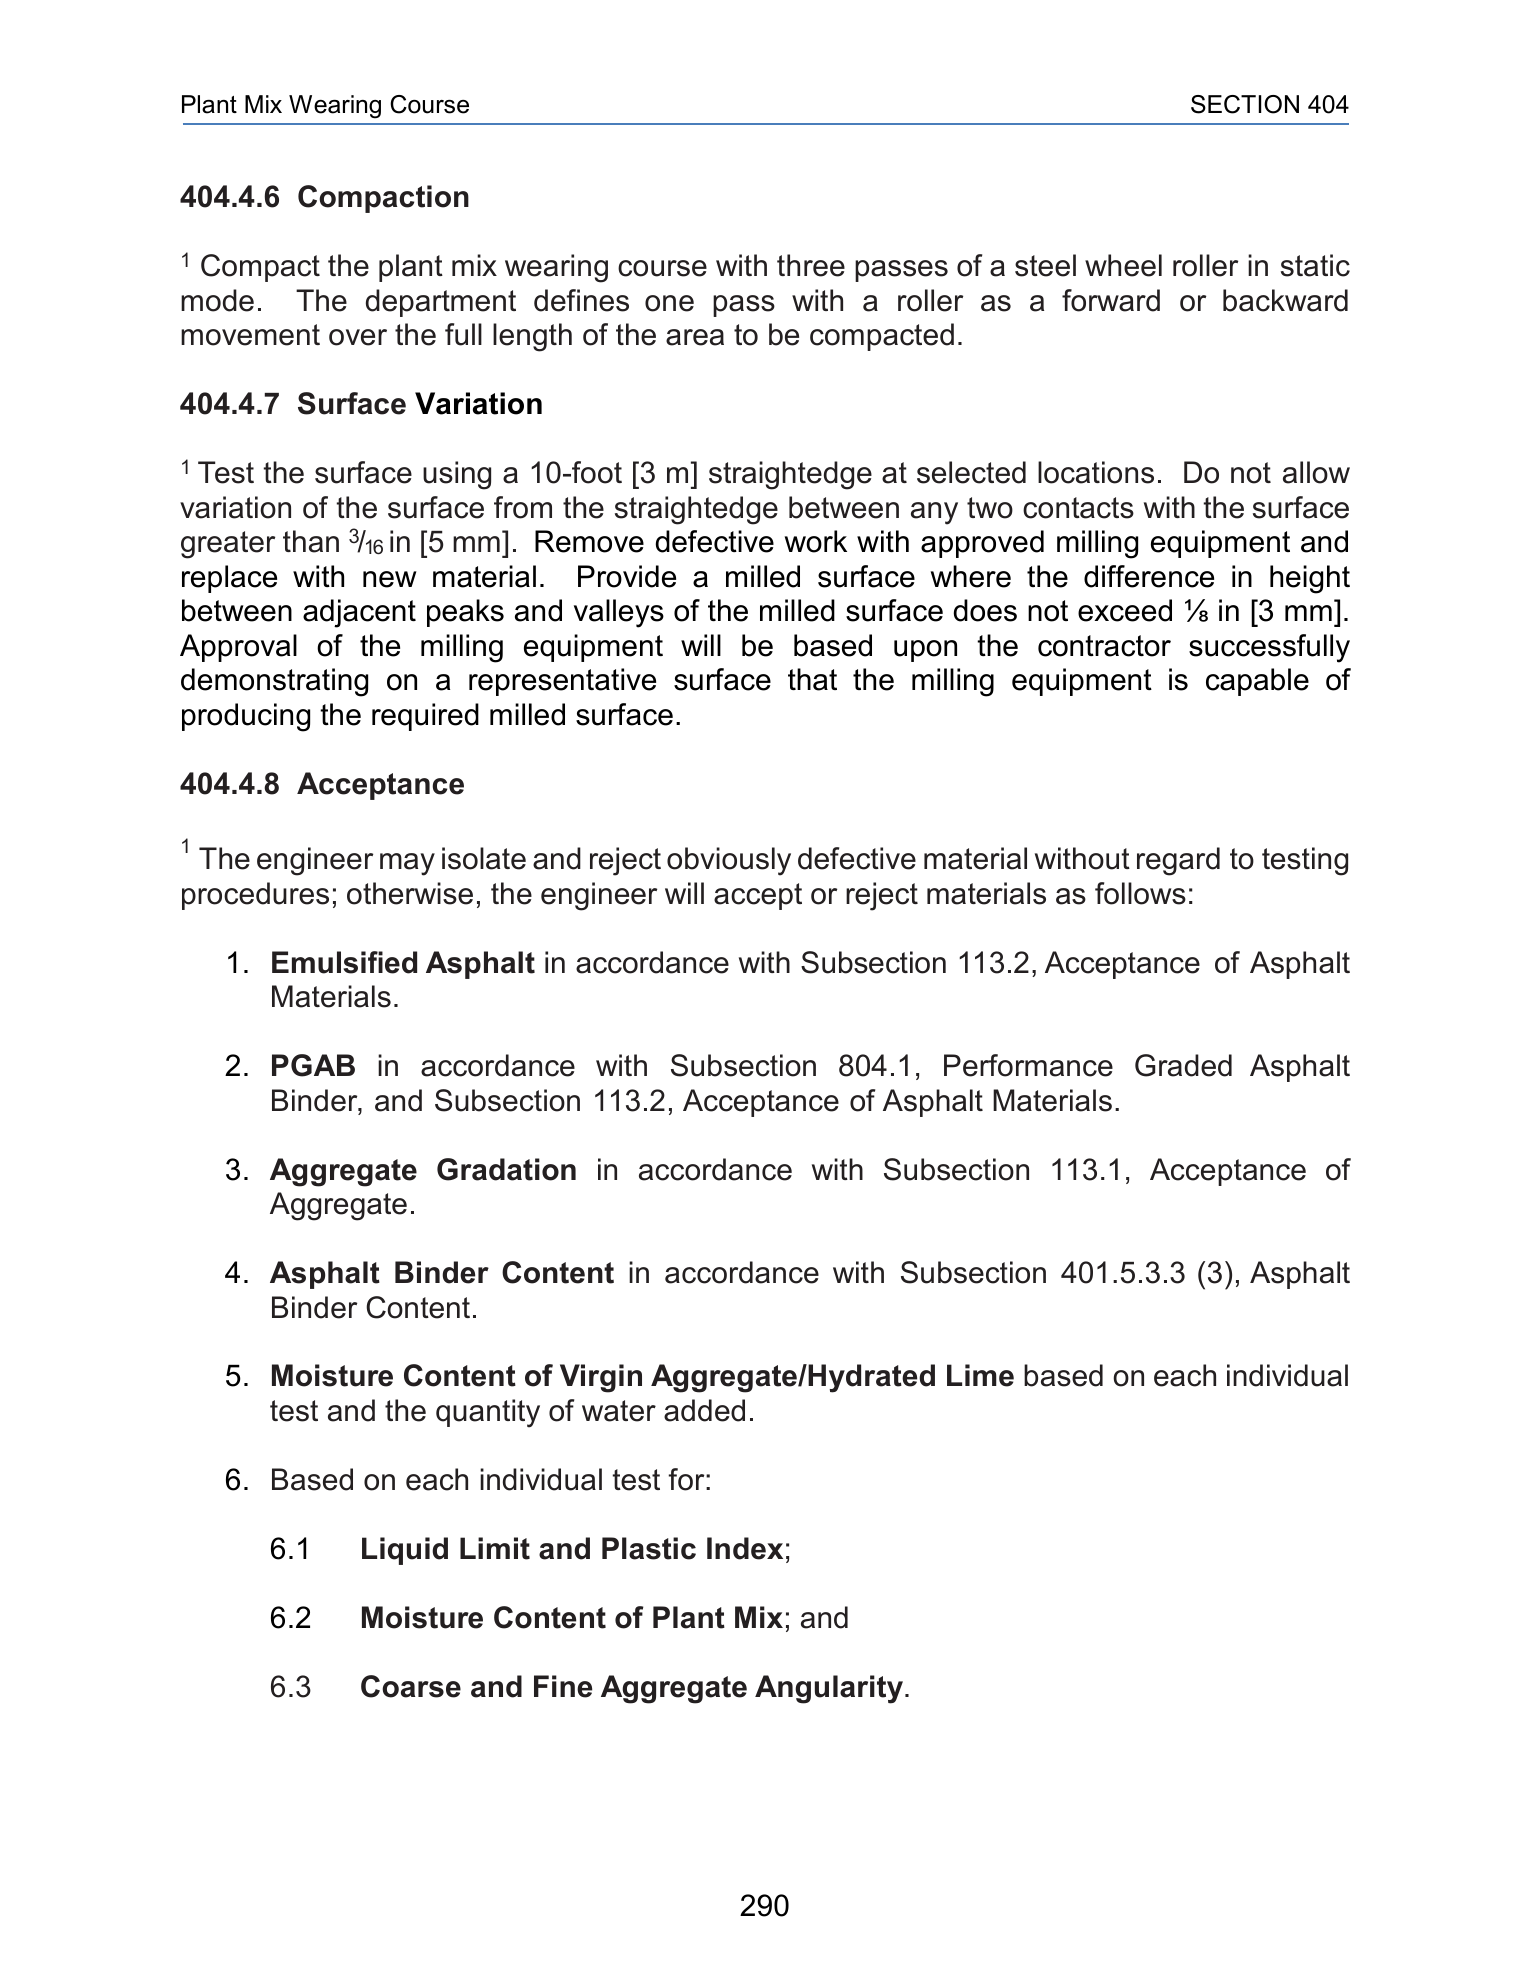 Plant Mix Wearing Course SECTION 404
404.4.6 Compaction
1 Compact the plant mix wearing course with three passes of a steel wheel roller in static
mode. The department defines one pass with a roller as a forward or backward
movement over the full length of the area to be compacted.
404.4.7 Surface Variation
1 Test the surface using a 10-foot [3 m] straightedge at selected locations. Do not allow
variation of the surface from the straightedge between any two contacts with the surface
greater than 3/16 in [5 mm]. Remove defective work with approved milling equipment and
replace with new material. Provide a milled surface where the difference in height
between adjacent peaks and valleys of the milled surface does not exceed ⅛ in [3 mm].
Approval of the milling equipment will be based upon the contractor successfully
demonstrating on a representative surface that the milling equipment is capable of
producing the required milled surface.
404.4.8 Acceptance
1 The engineer may isolate and reject obviously defective material without regard to testing
procedures; otherwise, the engineer will accept or reject materials as follows:
1. Emulsified Asphalt in accordance with Subsection 113.2, Acceptance of Asphalt
Materials.
2. PGAB in accordance with Subsection 804.1, Performance Graded Asphalt
Binder, and Subsection 113.2, Acceptance of Asphalt Materials.
3. Aggregate Gradation in accordance with Subsection 113.1, Acceptance of
Aggregate.
4. Asphalt Binder Content in accordance with Subsection 401.5.3.3 (3), Asphalt
Binder Content.
5. Moisture Content of Virgin Aggregate/Hydrated Lime based on each individual
test and the quantity of water added.
6. Based on each individual test for:
6.1 Liquid Limit and Plastic Index;
6.2 Moisture Content of Plant Mix; and
6.3 Coarse and Fine Aggregate Angularity.
290